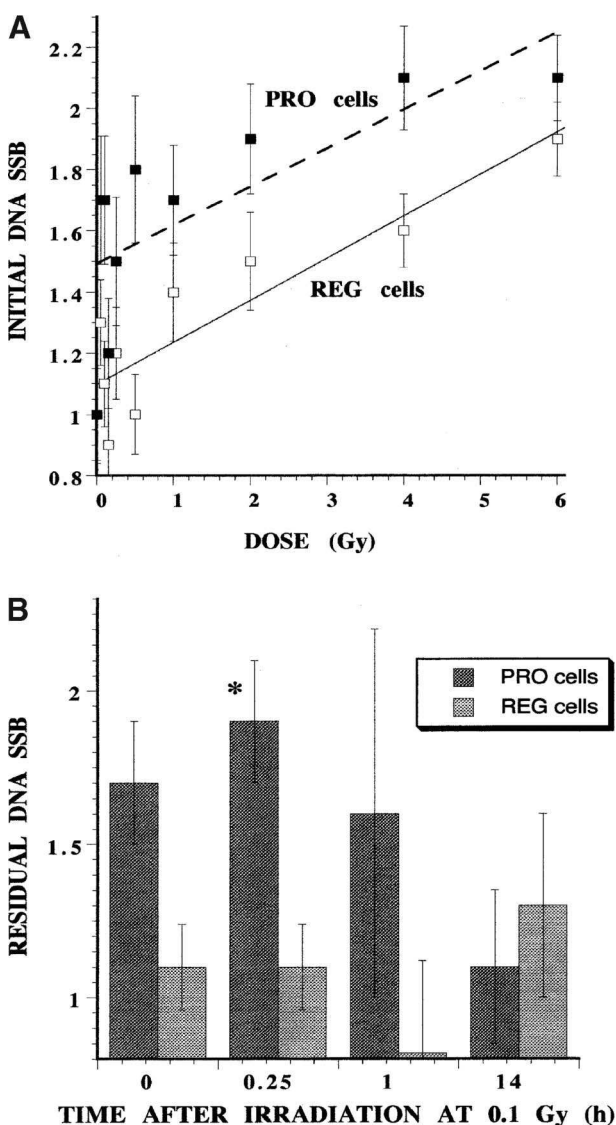 A
INITIAL DNA SSB
2.2
2
1.8
1.6
1.4
1.2
1
0.8
PRO cells
REG cells
0 1 2 3 4 5 6
DOSE (Gy)
B
RESIDUAL DNA SSB
2
1.5
1
*
PRO cells
REG cells
0 0.25 1 14
TIME AFTER IRRADIATION AT 0.1 Gy (h)